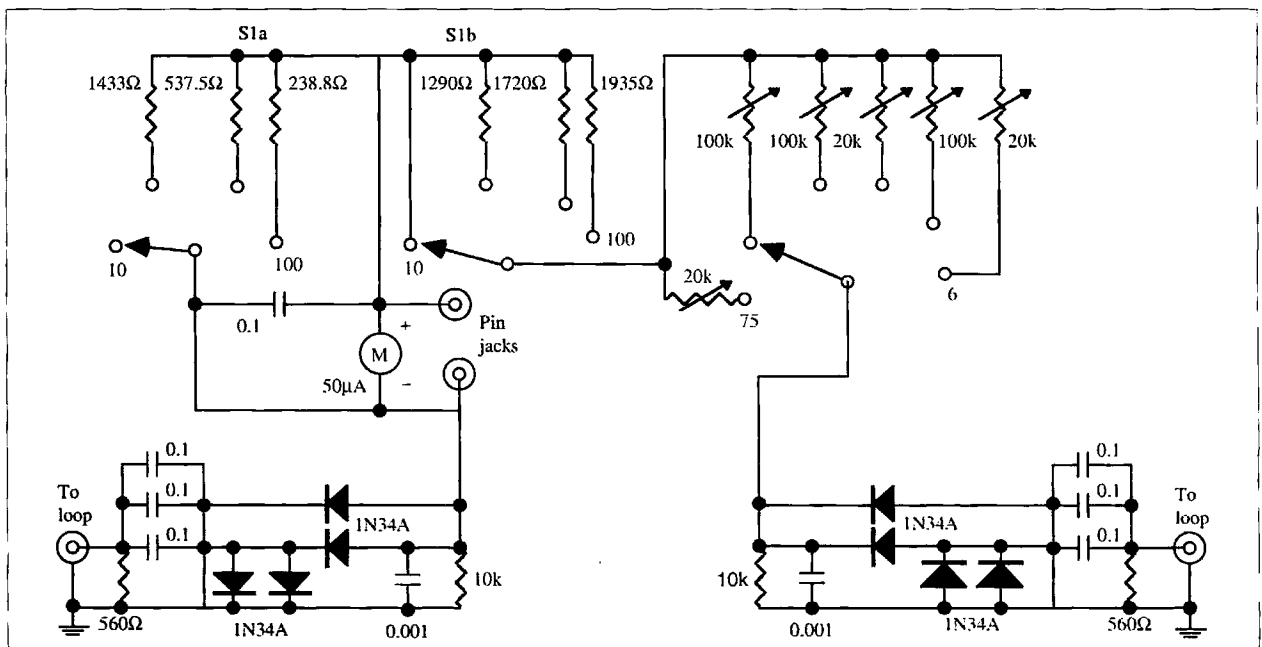 S1a
S1b
1433Ω
537.5Ω
238.8Ω
1290Ω
1720Ω
1935Ω
100k
100k
20k
100k
20k
10
100
10
100
20k
75
6
0.1
+
Pin
jacks
M
50µA
−
0.1
To
loop
0.1
0.1
1N34A
10k
560Ω
1N34A
0.001
0.1
0.1
To
loop
1N34A
0.1
10k
0.001
1N34A
560Ω